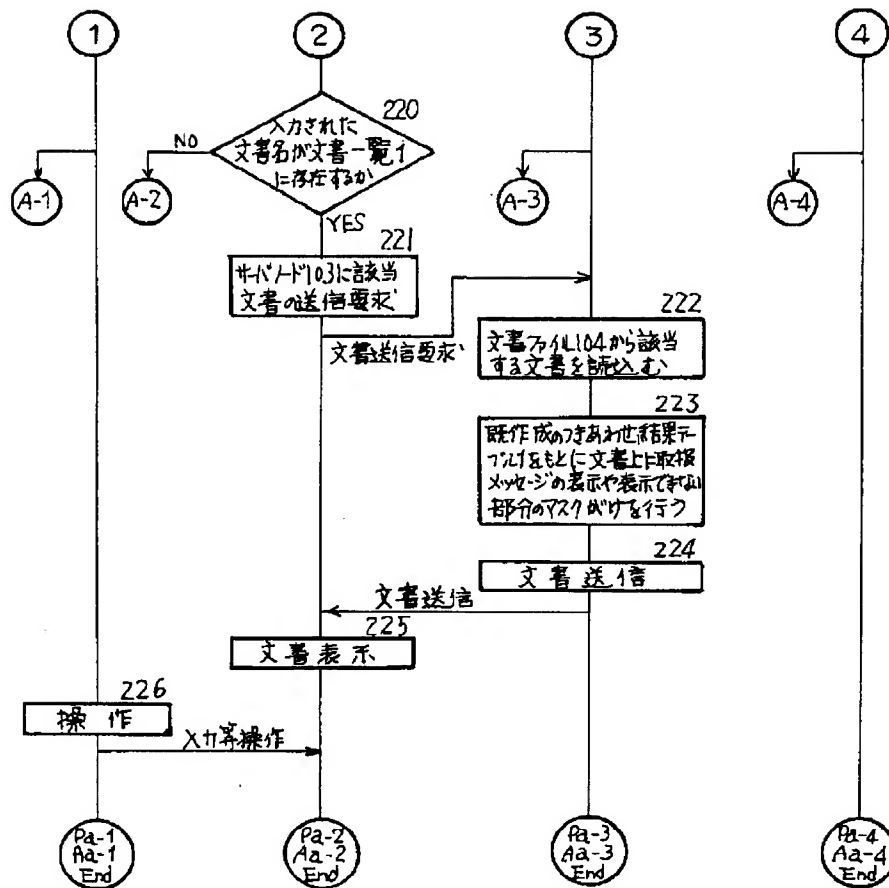 1
2
3
4
220
入力された
文書名が文書一覧1
に存在するか
NO
A-1
A-2
A-3
A-4
YES
221
サーバノード103に該当
文書の送信要求
文書送信要求
222
文書ファイル104から該当
する文書を読込む
223
既作成のつきあわせ結果テー
ブル1をもとに文書上に取扱
メッセージの表示や表示できない
部分のマスクがけを行う
224
文書送信
文書送信
225
文書表示
226
操作
入力等操作
Pa-1
Aa-1
End
Pa-2
Aa-2
End
Pa-3
Aa-3
End
Pa-4
Aa-4
End